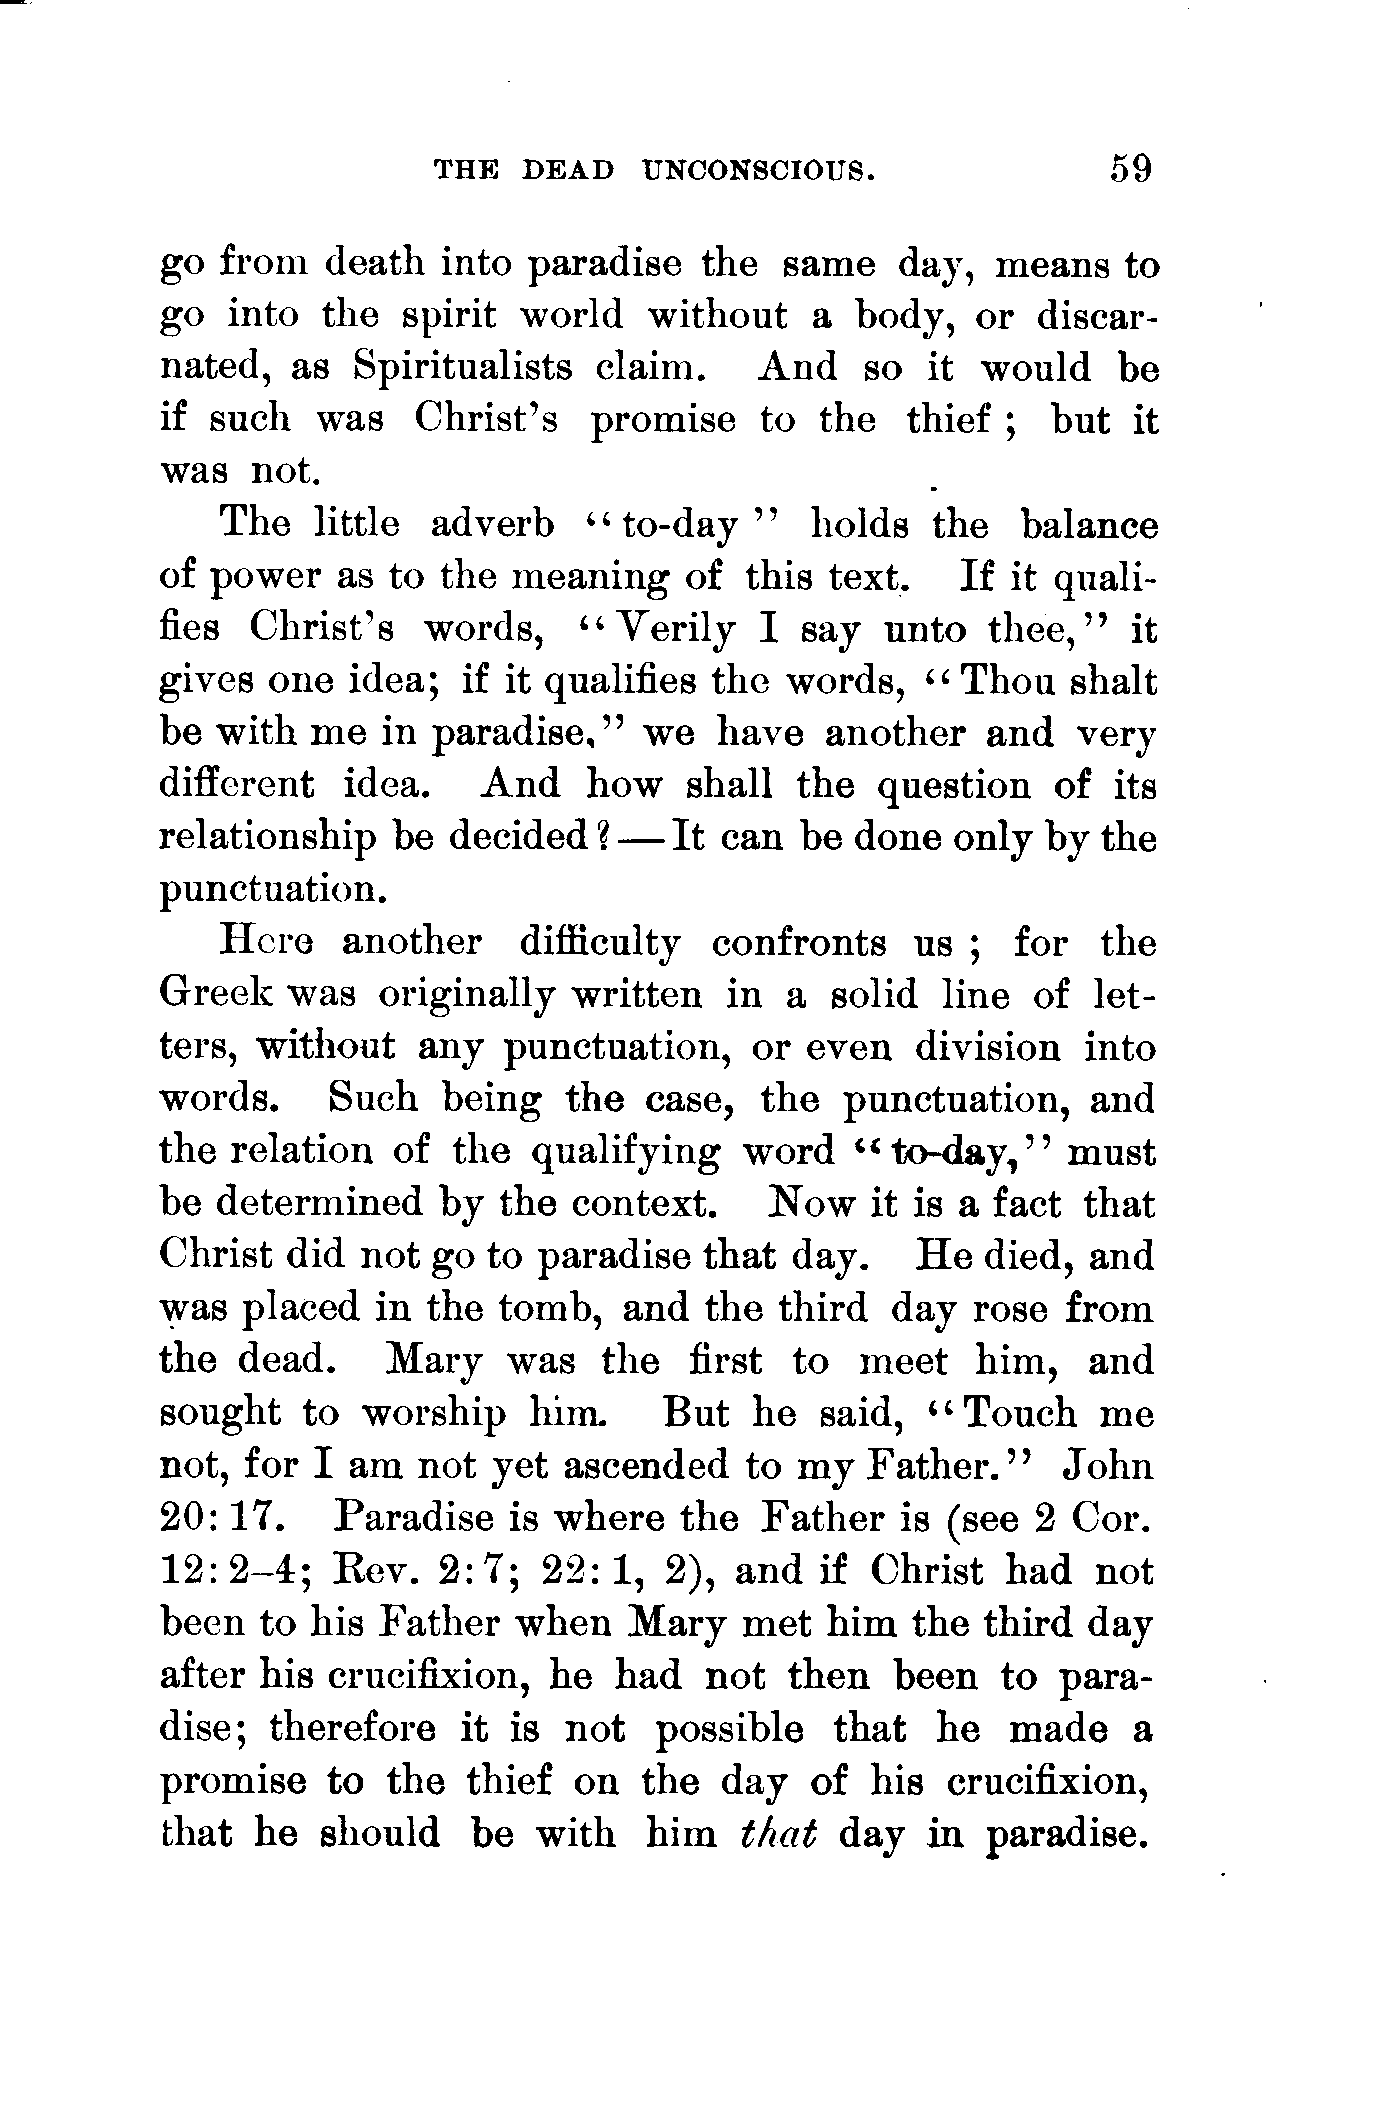 THE DEAD UNCONSCIOUS. 59
go from death into paradise the same day, means to
go into the spirit world without a body, or discar-
nated, as Spiritualists claim. And so it would be
if such was Christ's promise to the thief ; but it
was not.
The little adverb “ to-day ” holds the balance
of power as to the meaning of this text. If it quali-
fies Christ's words, “ Verily I say unto thee,” it
gives one idea; if it qualifies the words, “ Thou shalt
be with me in paradise,” we have another and very
different idea. And how shall the question of its
relationship be decided ? — It can be done only by the
punctuation.
Here another difficulty confronts us ; for the
Greek was originally written in a solid line of let-
ters, without any punctuation, or even division into
words. Such being the case, the punctuation, and
the relation of the qualifying word “ to-day,” must
be determined by the context. Now it is a fact that
Christ did not go to paradise that day. He died, and
was placed in the tomb, and the third day rose from
the dead. Mary was the first to meet him, and
sought to worship him. But he said, “ Touch me
not, for I am not yet ascended to my Father.” John
20: 17. Paradise is where the Father is (see 2 Cor.
12: 2–4; Rev. 2: 7; 22: 1, 2), and if Christ had not
been to his Father when Mary met him the third day
after his crucifixion, he had not then been to para-
dise; therefore it is not possible that he made a
promise to the thief on the day of his crucifixion,
that he should be with him that day in paradise.